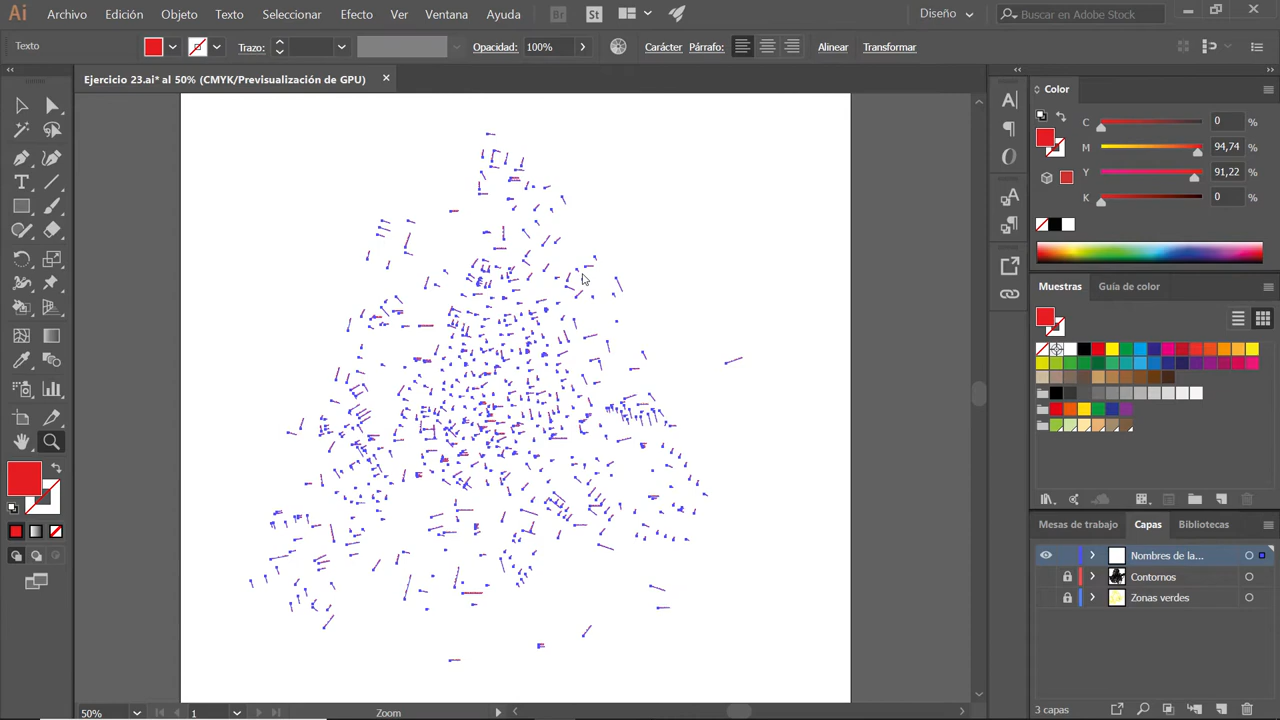 Ai Archivo Edición Objeto Texto Seleccionar Efecto Ver Ventana Ayuda Br St Diseño Buscar en Adobe Stock
Texto Trazo: Opacidad: 100% Carácter Párrafo: Alinear Transformar
Ejercicio 23.ai* al 50% (CMYK/Previsualización de GPU)
Color
C 0 %
M 94,74 %
Y 91,22 %
K 0 %
Muestras Guía de color
Mesas de trabajo Capas Bibliotecas
Nombres de la...
Contornos
Zonas verdes
3 capas
50% 1 Zoom